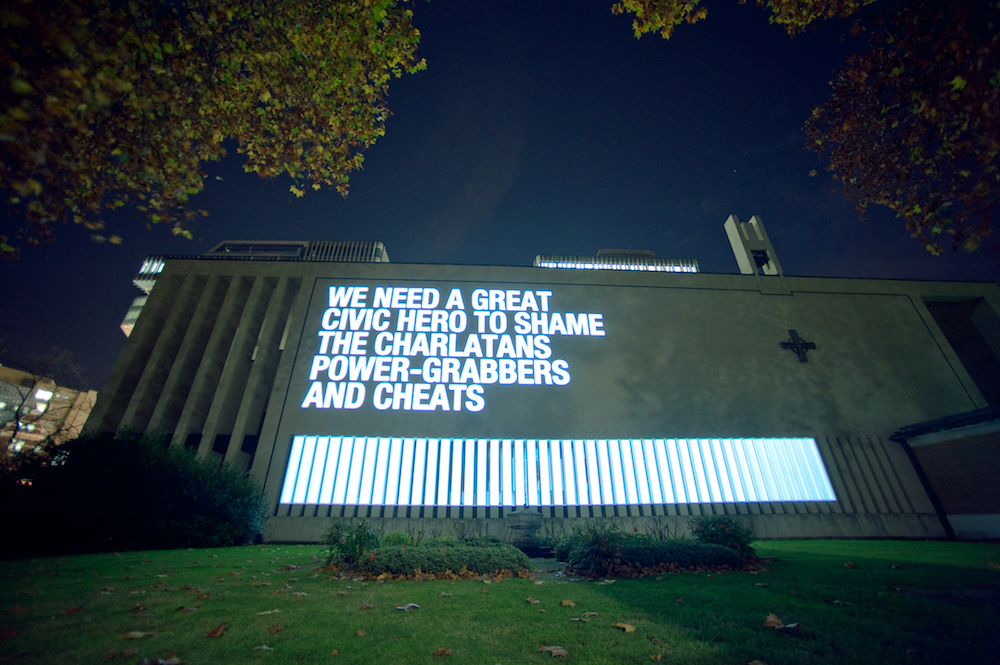 WE NEED A GREAT
CIVIC HERO TO SHAME
THE CHARLATANS
POWER-GRABBERS
AND CHEATS